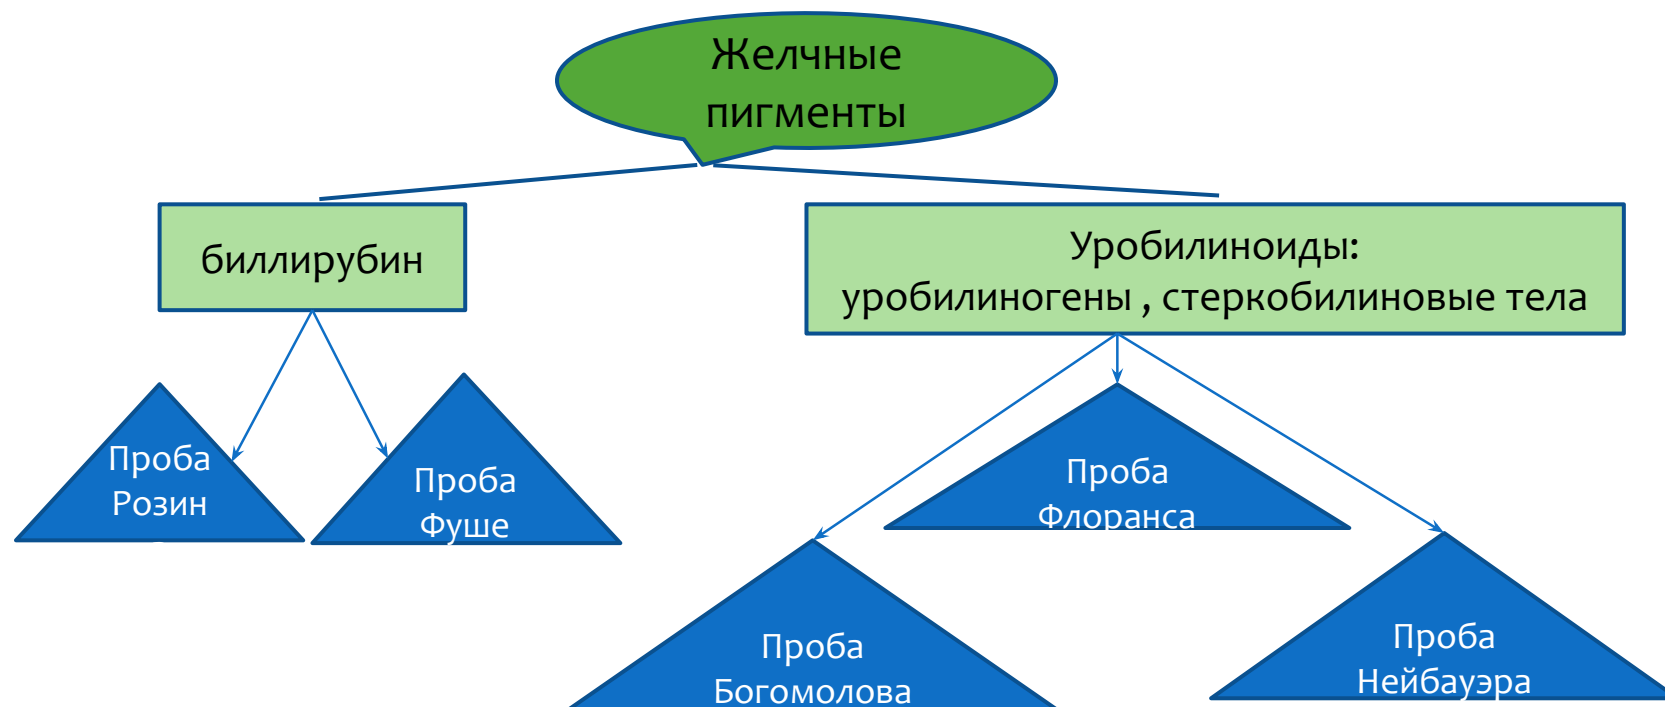 Желчные
пигменты
биллирубин
Уробилиноиды:
уробилиногены , стеркобилиновые тела
Проба
Розин
Проба
Фуше
Проба
Флоранса
Проба
Богомолова
Проба
Нейбауэра